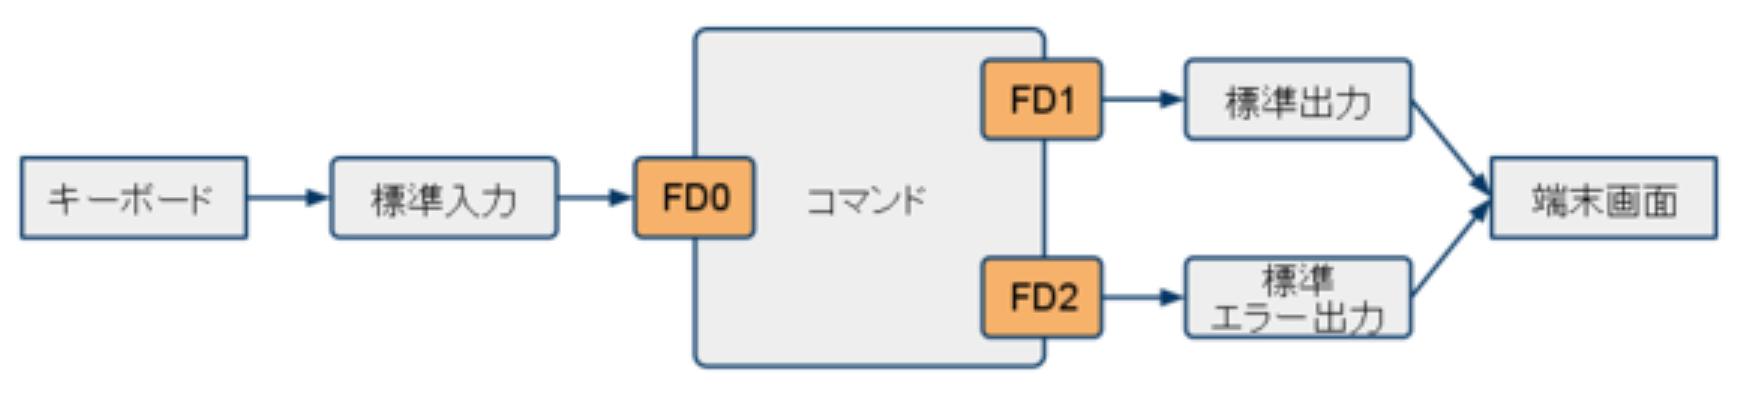 キーボード
標準入力
FD0
コマンド
FD1
標準出力
FD2
標準
エラー出力
端末画面